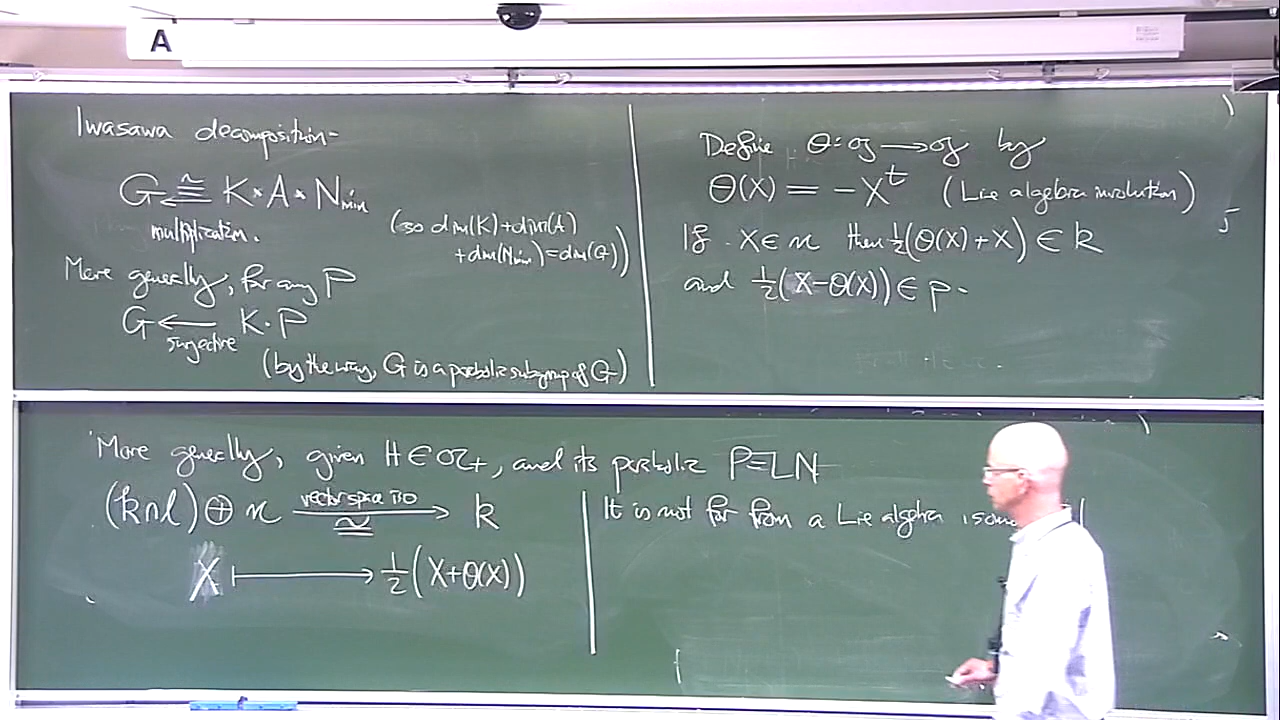 A
Iwasawa decomposition-
G ≅ K × A × N_min
multiplication.
(so dim(K)+dim(A)
+dim(N_min)=dim(G))
More generally, for any P
G ⟵ K · P
surjective
(by the way, G is a parabolic subgroup of G)
Define θ: 𝔤 ⟶ 𝔤 by
θ(X) = -X^t (Lie algebra involution)
If X ∈ n then ½(θ(X)+X) ∈ k
and ½(X-θ(X)) ∈ p.
More generally, given H ∈ 𝔞₊, and its parabolic P=LN
(k∩l) ⊕ n ⟶ k
vector space iso
≅
X ⟼ ½(X+θ(X))
It is not far from a Lie algebra